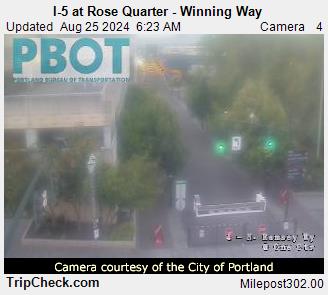 I-5 at Rose Quarter - Winning Way
Updated Aug 25 2024 6:23 AM Camera 4
PBOT
PORTLAND BUREAU OF TRANSPORTATION
Camera courtesy of the City of Portland
TripCheck.com Milepost302.00